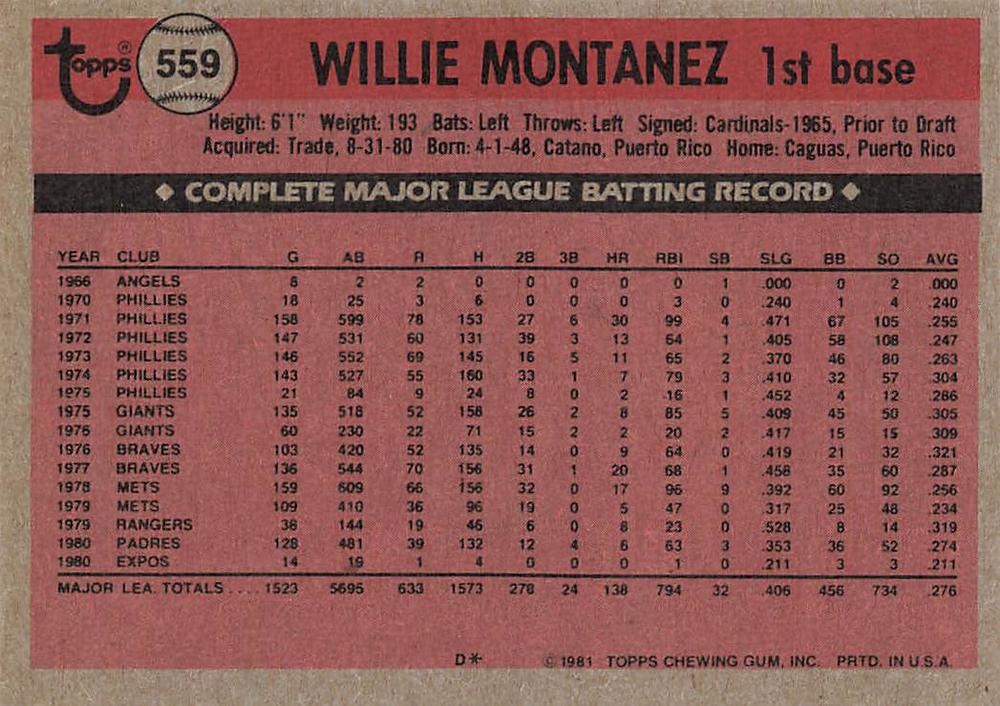 Topps® 559 WILLIE MONTANEZ 1st base
Height: 6'1" Weight: 193 Bats: Left Throws: Left Signed: Cardinals-1965, Prior to Draft
Acquired: Trade, 8-31-80 Born: 4-1-48, Catano, Puerto Rico Home: Caguas, Puerto Rico
◆ COMPLETE MAJOR LEAGUE BATTING RECORD ◆
YEAR CLUB G AB R H 2B 3B HR RBI SB SLG BB SO AVG
1966 ANGELS 8 2 2 0 0 0 0 0 1 .000 0 2 .000
1970 PHILLIES 18 25 3 6 0 0 0 3 0 .240 1 4 .240
1971 PHILLIES 158 599 78 153 27 6 30 99 4 .471 67 105 .255
1972 PHILLIES 147 531 60 131 39 3 13 64 1 .405 58 108 .247
1973 PHILLIES 146 552 69 145 16 5 11 65 2 .370 46 80 .263
1974 PHILLIES 143 527 55 160 33 1 7 79 3 .410 32 57 .304
1975 PHILLIES 21 84 9 24 8 0 2 16 1 .452 4 12 .286
1975 GIANTS 135 518 52 158 26 2 8 85 5 .409 45 50 .305
1976 GIANTS 60 230 22 71 15 2 2 20 2 .417 15 15 .309
1976 BRAVES 103 420 52 135 14 0 9 64 0 .419 21 32 .321
1977 BRAVES 136 544 70 156 31 1 20 68 1 .458 35 60 .287
1978 METS 159 609 66 156 32 0 17 96 9 .392 60 92 .256
1979 METS 109 410 36 96 19 0 5 47 0 .317 25 48 .234
1979 RANGERS 38 144 19 46 6 0 8 23 0 .528 8 14 .319
1980 PADRES 128 481 39 132 12 4 6 63 3 .353 36 52 .274
1980 EXPOS 14 19 1 4 0 0 0 1 0 .211 3 3 .211
MAJOR LEA. TOTALS .... 1523 5695 633 1573 278 24 138 794 32 .406 456 734 .276
D* © 1981 TOPPS CHEWING GUM, INC. PRTD. IN U.S.A.